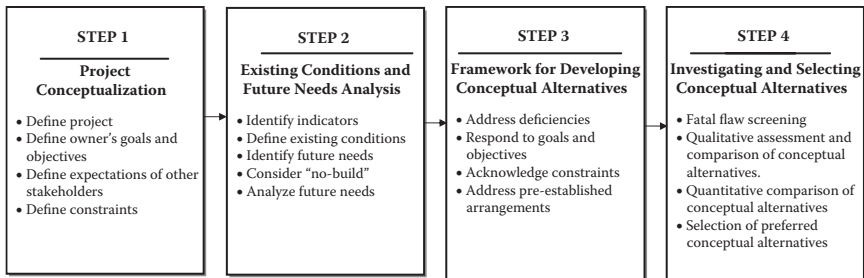 STEP 1
Project
Conceptualization
• Define project
• Define owner's goals and
objectives
• Define expectations of other
stakeholders
• Define constraints
STEP 2
Existing Conditions and
Future Needs Analysis
• Identify indicators
• Define existing conditions
• Identify future needs
• Consider “no-build”
• Analyze future needs
STEP 3
Framework for Developing
Conceptual Alternatives
• Address deficiencies
• Respond to goals and
objectives
• Acknowledge constraints
• Address pre-established
arrangements
STEP 4
Investigating and Selecting
Conceptual Alternatives
• Fatal flaw screening
• Qualitative assessment and
comparison of conceptual
alternatives.
• Quantitative comparison of
conceptual alternatives
• Selection of preferred
conceptual alternatives